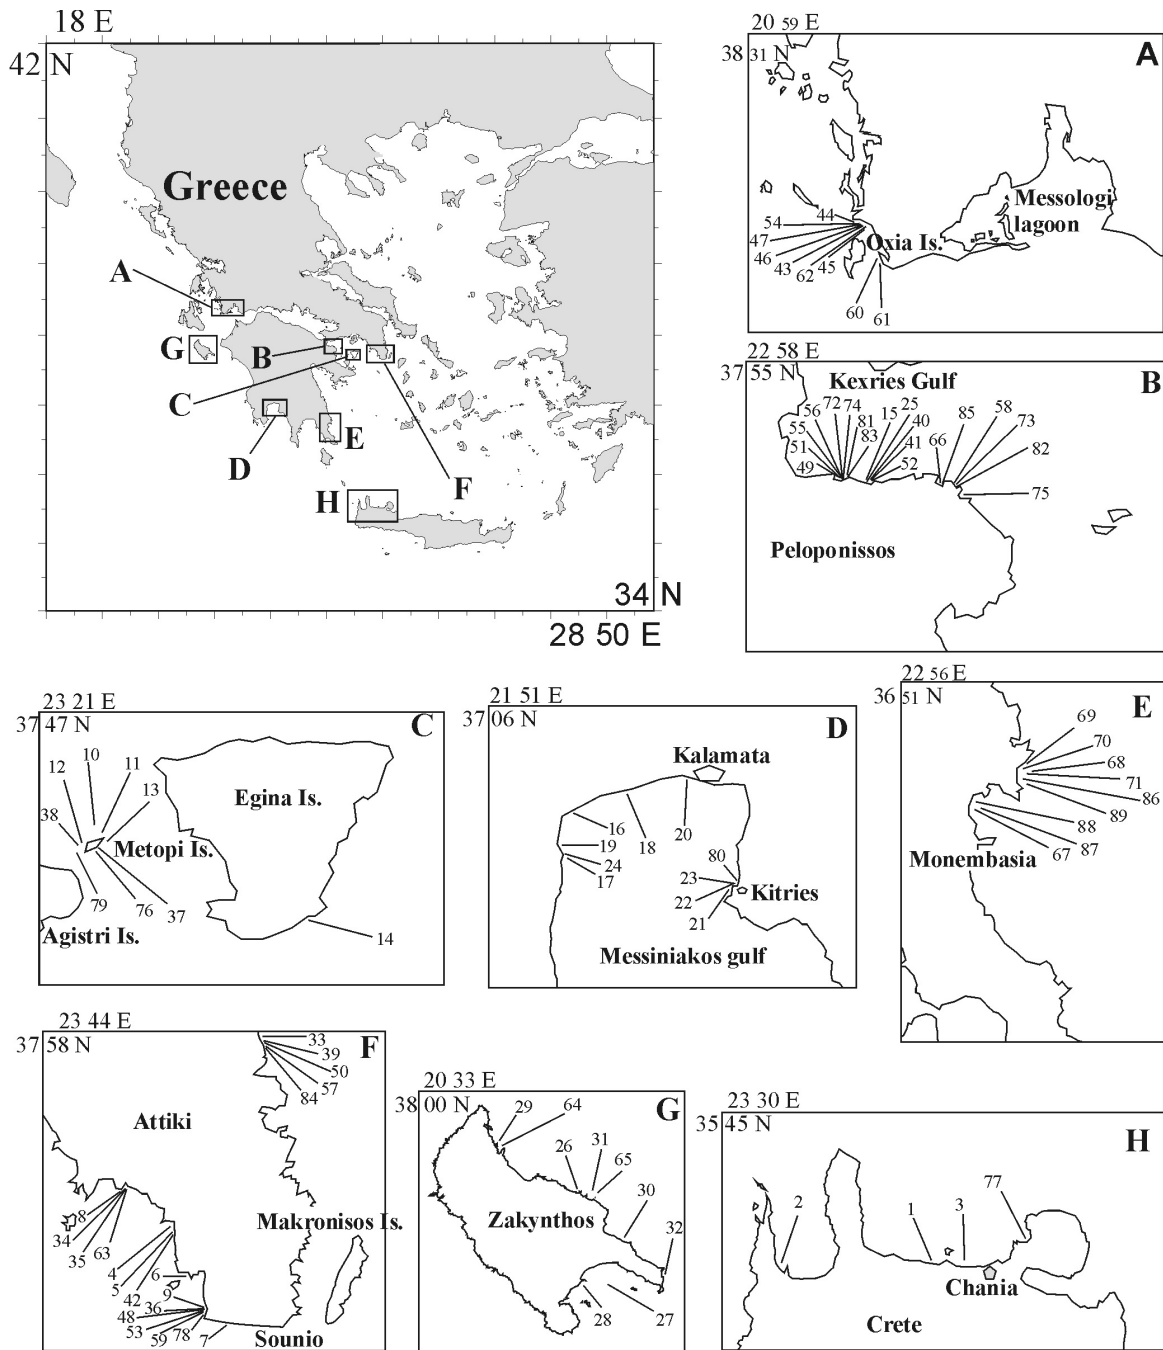 18 E
42 N
Greece
A
G
B
C
D
E
F
H
34 N
28 50 E
20 59 E
38 31 N
A
44
54
47
46
43
62
45
60
61
Oxia Is.
Messologi
lagoon
22 58 E
37 55 N
Kexries Gulf
B
72
74
25
56
81
15
85
58
55
40
73
51
83
41
66
82
49
52
75
Peloponissos
23 21 E
37 47 N
C
12
10
11
13
38
Egina Is.
Metopi Is.
79
76
37
14
Agistri Is.
21 51 E
37 06 N
D
Kalamata
16
18
20
19
24
17
80
23
22
21
Kitries
Messiniakos gulf
22 56 E
36 51 N
E
69
70
68
71
86
89
88
87
67
Monembasia
23 44 E
37 58 N
F
33
39
50
57
84
Attiki
8
34
35
63
4
5
6
9
42
36
48
53
59
78
7
Makronisos Is.
Sounio
20 33 E
38 00 N
G
29
64
26
31
65
30
32
Zakynthos
28
27
23 30 E
35 45 N
H
2
1
3
77
Chania
Crete